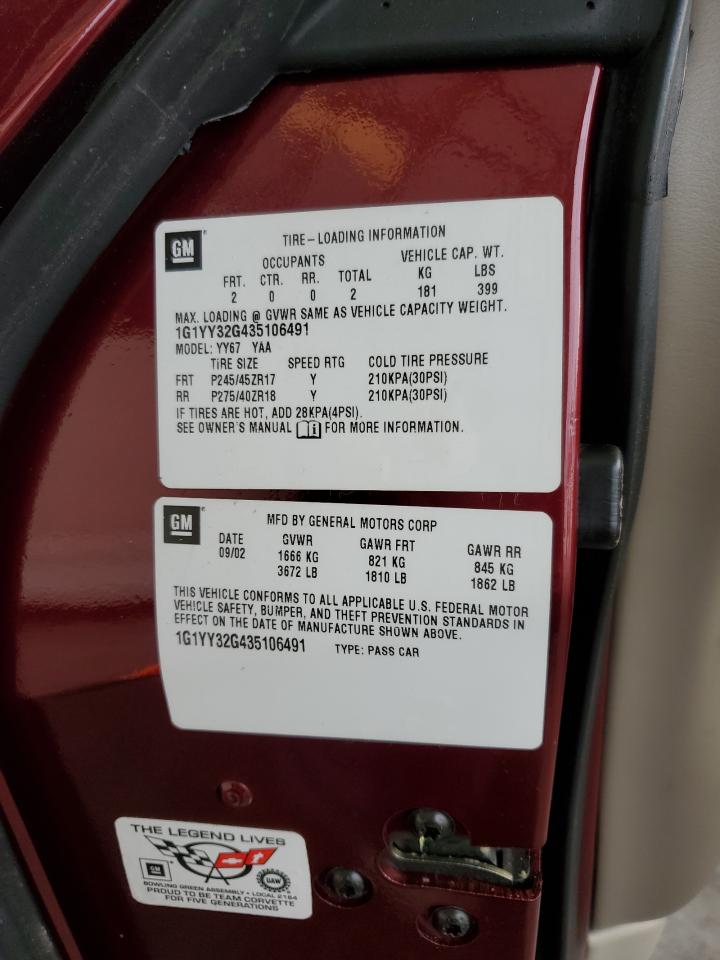 GM
TIRE-LOADING INFORMATION
OCCUPANTS VEHICLE CAP. WT.
FRT. CTR. RR. TOTAL KG LBS
2 0 0 2 181 399
MAX. LOADING @ GVWR SAME AS VEHICLE CAPACITY WEIGHT.
1G1YY32G435106491
MODEL: YY67 YAA
TIRE SIZE SPEED RTG COLD TIRE PRESSURE
FRT P245/45ZR17 Y 210KPA(30PSI)
RR P275/40ZR18 Y 210KPA(30PSI)
IF TIRES ARE HOT, ADD 28KPA(4PSI).
SEE OWNER'S MANUAL i FOR MORE INFORMATION.
GM
MFD BY GENERAL MOTORS CORP
DATE GVWR GAWR FRT GAWR RR
09/02 1666 KG 821 KG 845 KG
3672 LB 1810 LB 1862 LB
THIS VEHICLE CONFORMS TO ALL APPLICABLE U.S. FEDERAL MOTOR
VEHICLE SAFETY, BUMPER, AND THEFT PREVENTION STANDARDS IN
EFFECT ON THE DATE OF MANUFACTURE SHOWN ABOVE.
1G1YY32G435106491 TYPE: PASS CAR
THE LEGEND LIVES
GM
UAW
BOWLING GREEN ASSEMBLY • LOCAL 2164
PROUD TO BE TEAM CORVETTE
FOR FIVE GENERATIONS